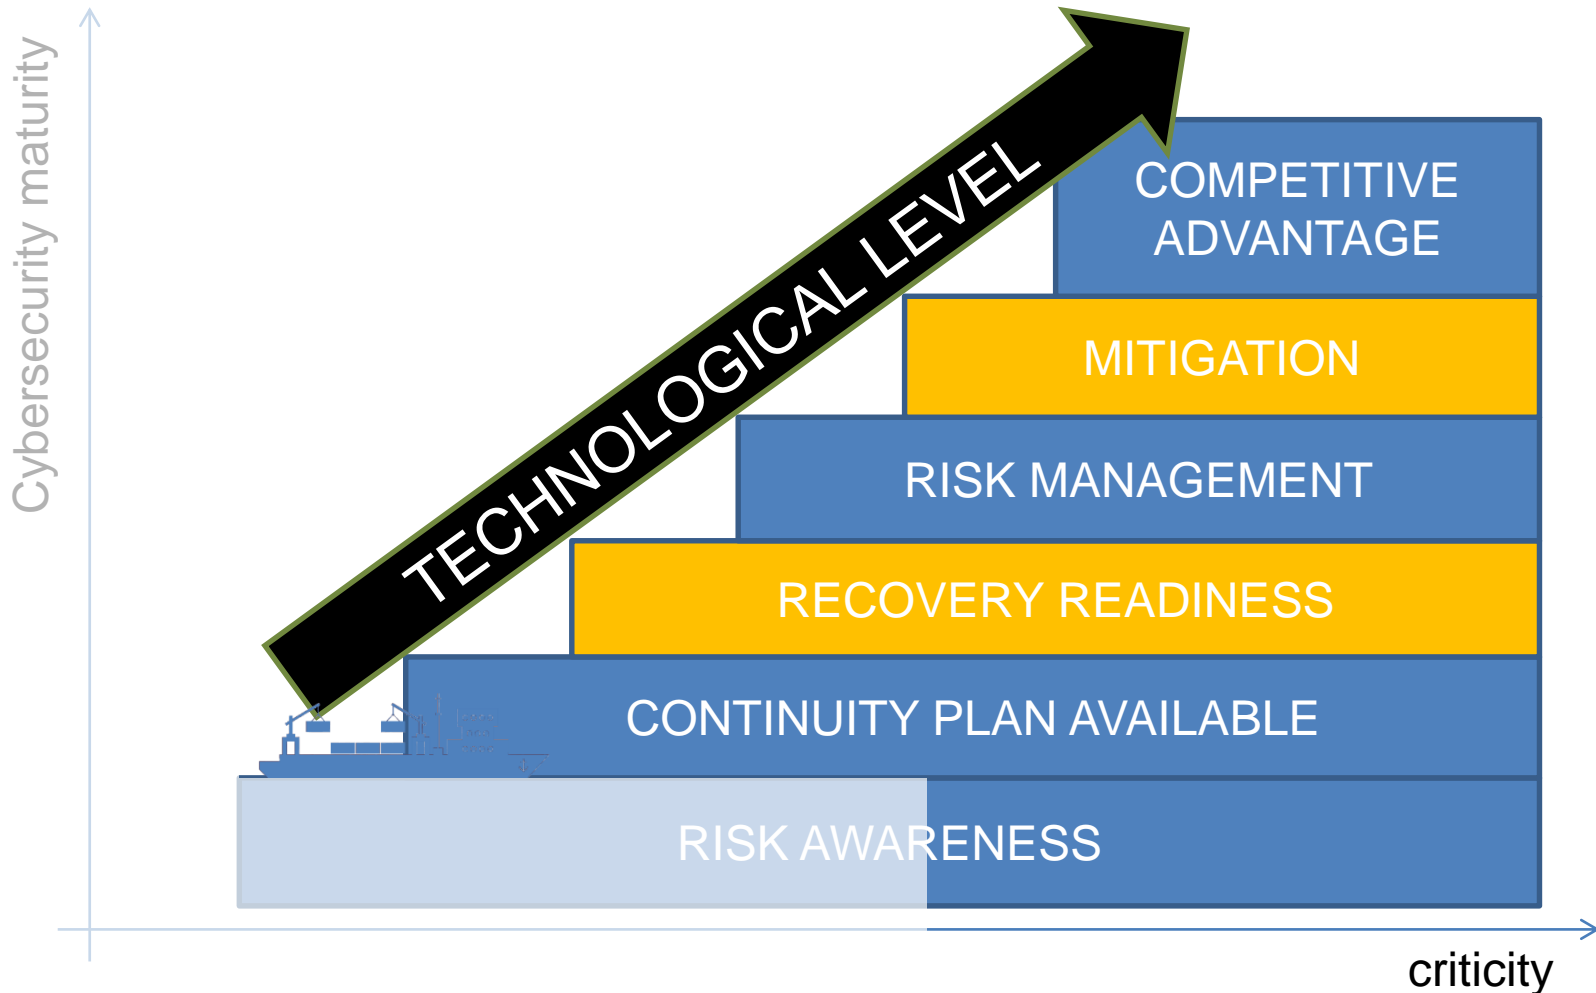 Cybersecurity maturity
TECHNOLOGICAL LEVEL
COMPETITIVE
ADVANTAGE
MITIGATION
RISK MANAGEMENT
RECOVERY READINESS
CONTINUITY PLAN AVAILABLE
RISK AWARENESS
criticity